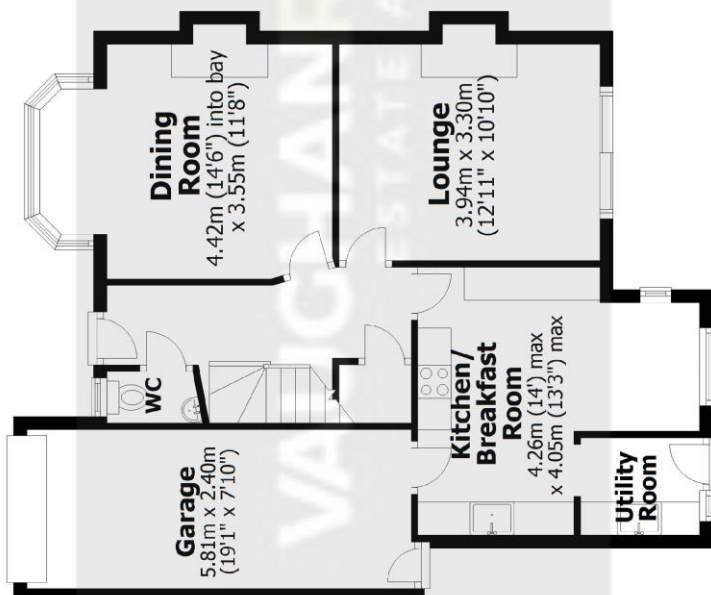 Dining
Room
4.42m (14'6") into bay
x 3.55m (11'8")
Lounge
3.94m x 3.30m
(12'11" x 10'10")
WC
Kitchen/
Breakfast
Room
4.26m (14') max
x 4.05m (13'3") max
Utility
Room
Garage
5.81m x 2.40m
(19'1" x 7'10")
ESTATE